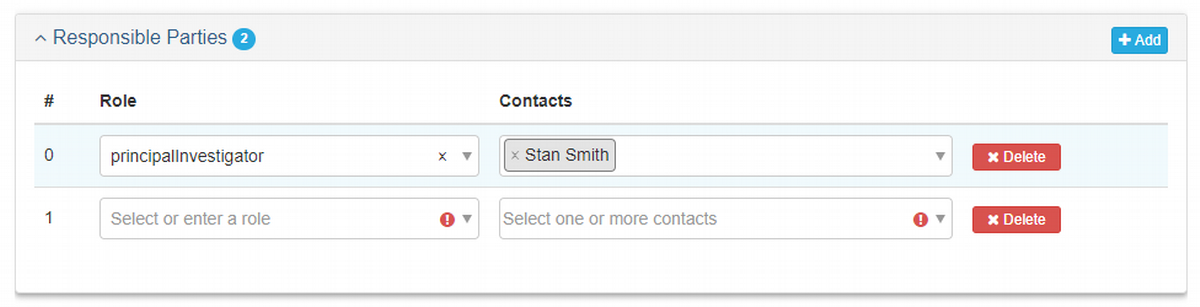 Responsible Parties 2
+ Add
# Role Contacts
0 principalInvestigator x × Stan Smith × Delete
1 Select or enter a role Select one or more contacts × Delete